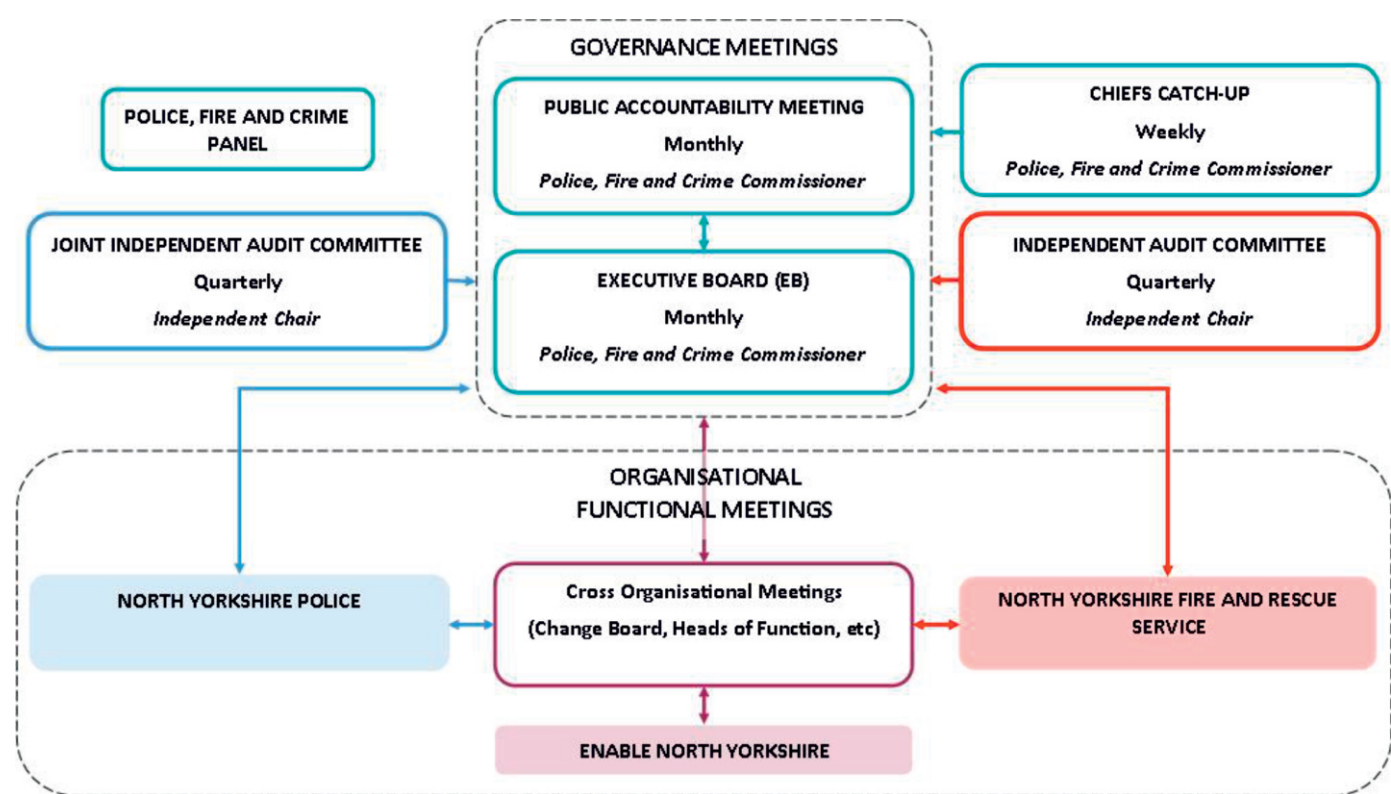 GOVERNANCE MEETINGS
POLICE, FIRE AND CRIME
PANEL
PUBLIC ACCOUNTABILITY MEETING
Monthly
Police, Fire and Crime Commissioner
CHIEFS CATCH-UP
Weekly
Police, Fire and Crime Commissioner
JOINT INDEPENDENT AUDIT COMMITTEE
Quarterly
Independent Chair
EXECUTIVE BOARD (EB)
Monthly
Police, Fire and Crime Commissioner
INDEPENDENT AUDIT COMMITTEE
Quarterly
Independent Chair
ORGANISATIONAL
FUNCTIONAL MEETINGS
NORTH YORKSHIRE POLICE
Cross Organisational Meetings
(Change Board, Heads of Function, etc)
NORTH YORKSHIRE FIRE AND RESCUE
SERVICE
ENABLE NORTH YORKSHIRE